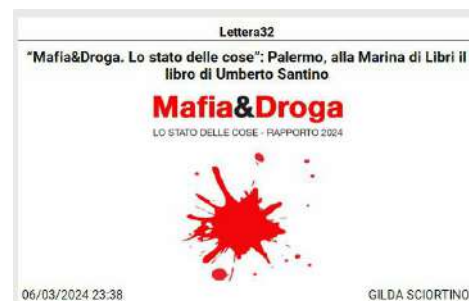 Lettera32
“Mafia&Droga. Lo stato delle cose”: Palermo, alla Marina di Libri il
libro di Umberto Santino
Mafia&Droga
LO STATO DELLE COSE - RAPPORTO 2024
06/03/2024 23:38 GILDA SCIORTINO